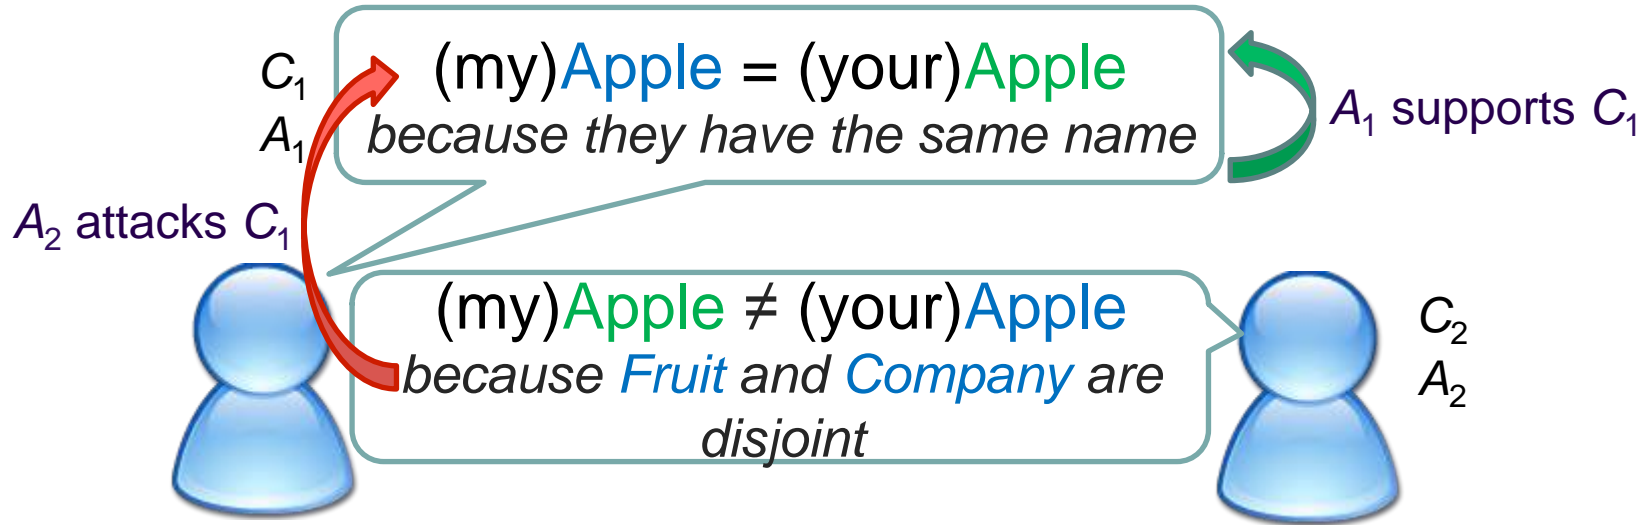 C₁
(my)Apple = (your)Apple
A₁
because they have the same name
A₁ supports C₁
A₂ attacks C₁
(my)Apple ≠ (your)Apple
because Fruit and Company are
disjoint
C₂
A₂